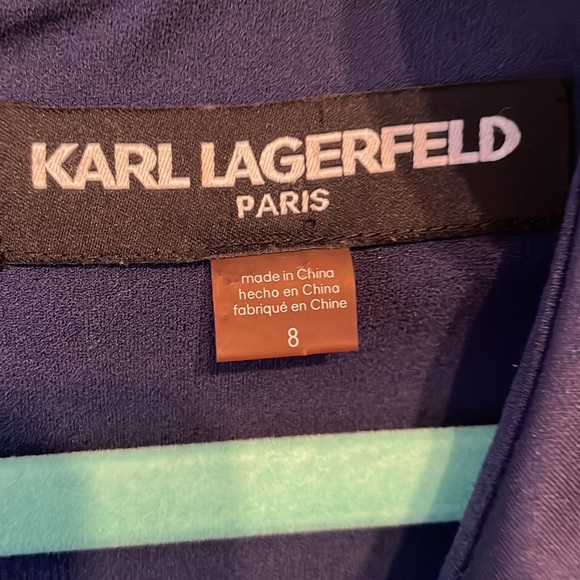 KARL LAGERFELD
PARIS
made in China
hecho en China
fabriqué en Chine
8